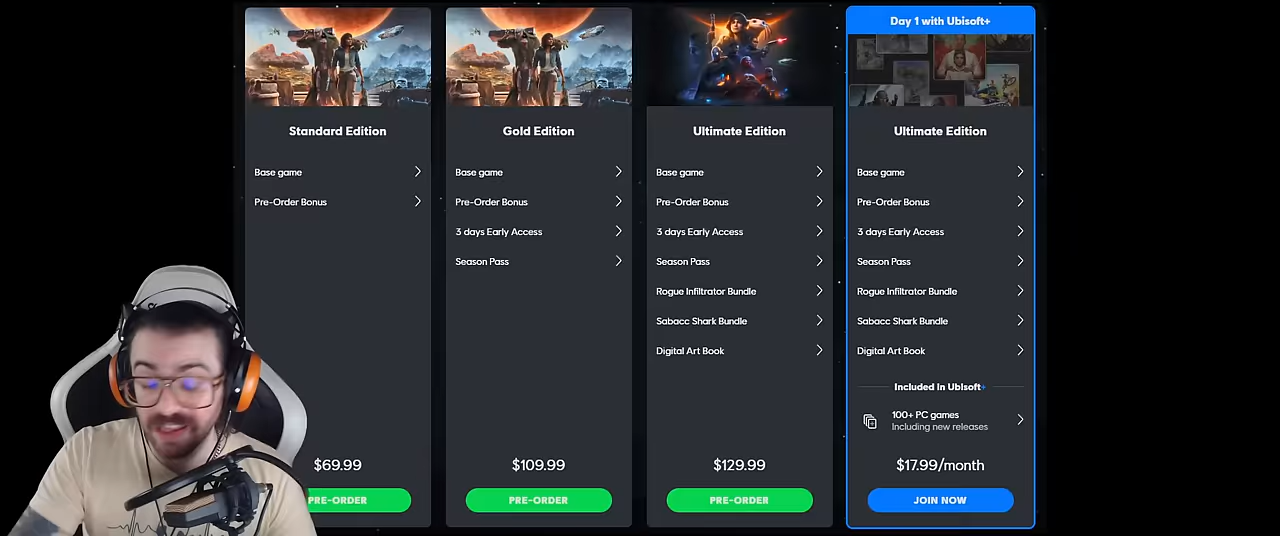 Standard Edition
Base game
Pre-Order Bonus
$69.99
PRE-ORDER
Gold Edition
Base game
Pre-Order Bonus
3 days Early Access
Season Pass
$109.99
PRE-ORDER
Ultimate Edition
Base game
Pre-Order Bonus
3 days Early Access
Season Pass
Rogue Infiltrator Bundle
Sabacc Shark Bundle
Digital Art Book
$129.99
PRE-ORDER
Day 1 with Ubisoft+
Ultimate Edition
Base game
Pre-Order Bonus
3 days Early Access
Season Pass
Rogue Infiltrator Bundle
Sabacc Shark Bundle
Digital Art Book
Included in Ubisoft+
100+ PC games
Including new releases
$17.99/month
JOIN NOW